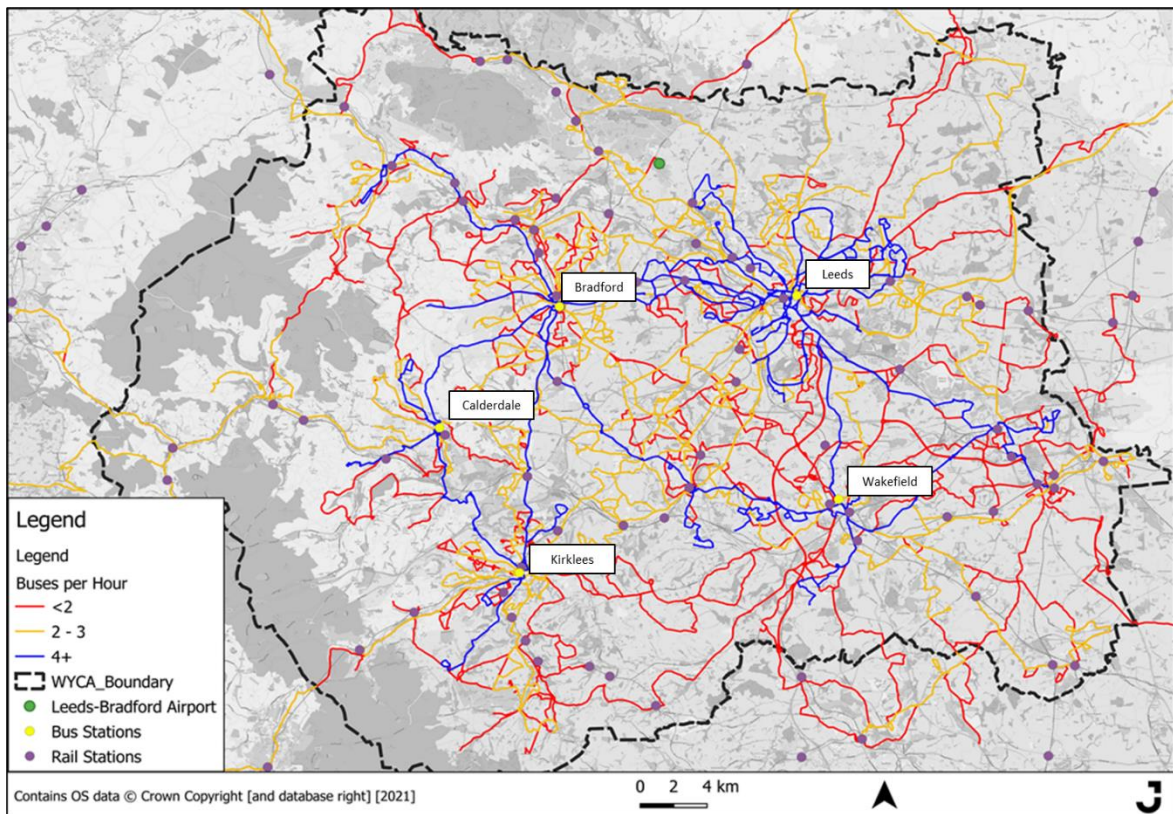 Bradford
Leeds
Calderdale
Wakefield
Kirklees
Legend
Legend
Buses per Hour
<2
2 - 3
4+
WYCA_Boundary
Leeds-Bradford Airport
Bus Stations
Rail Stations
Contains OS data © Crown Copyright [and database right] [2021]
0 2 4 km
J